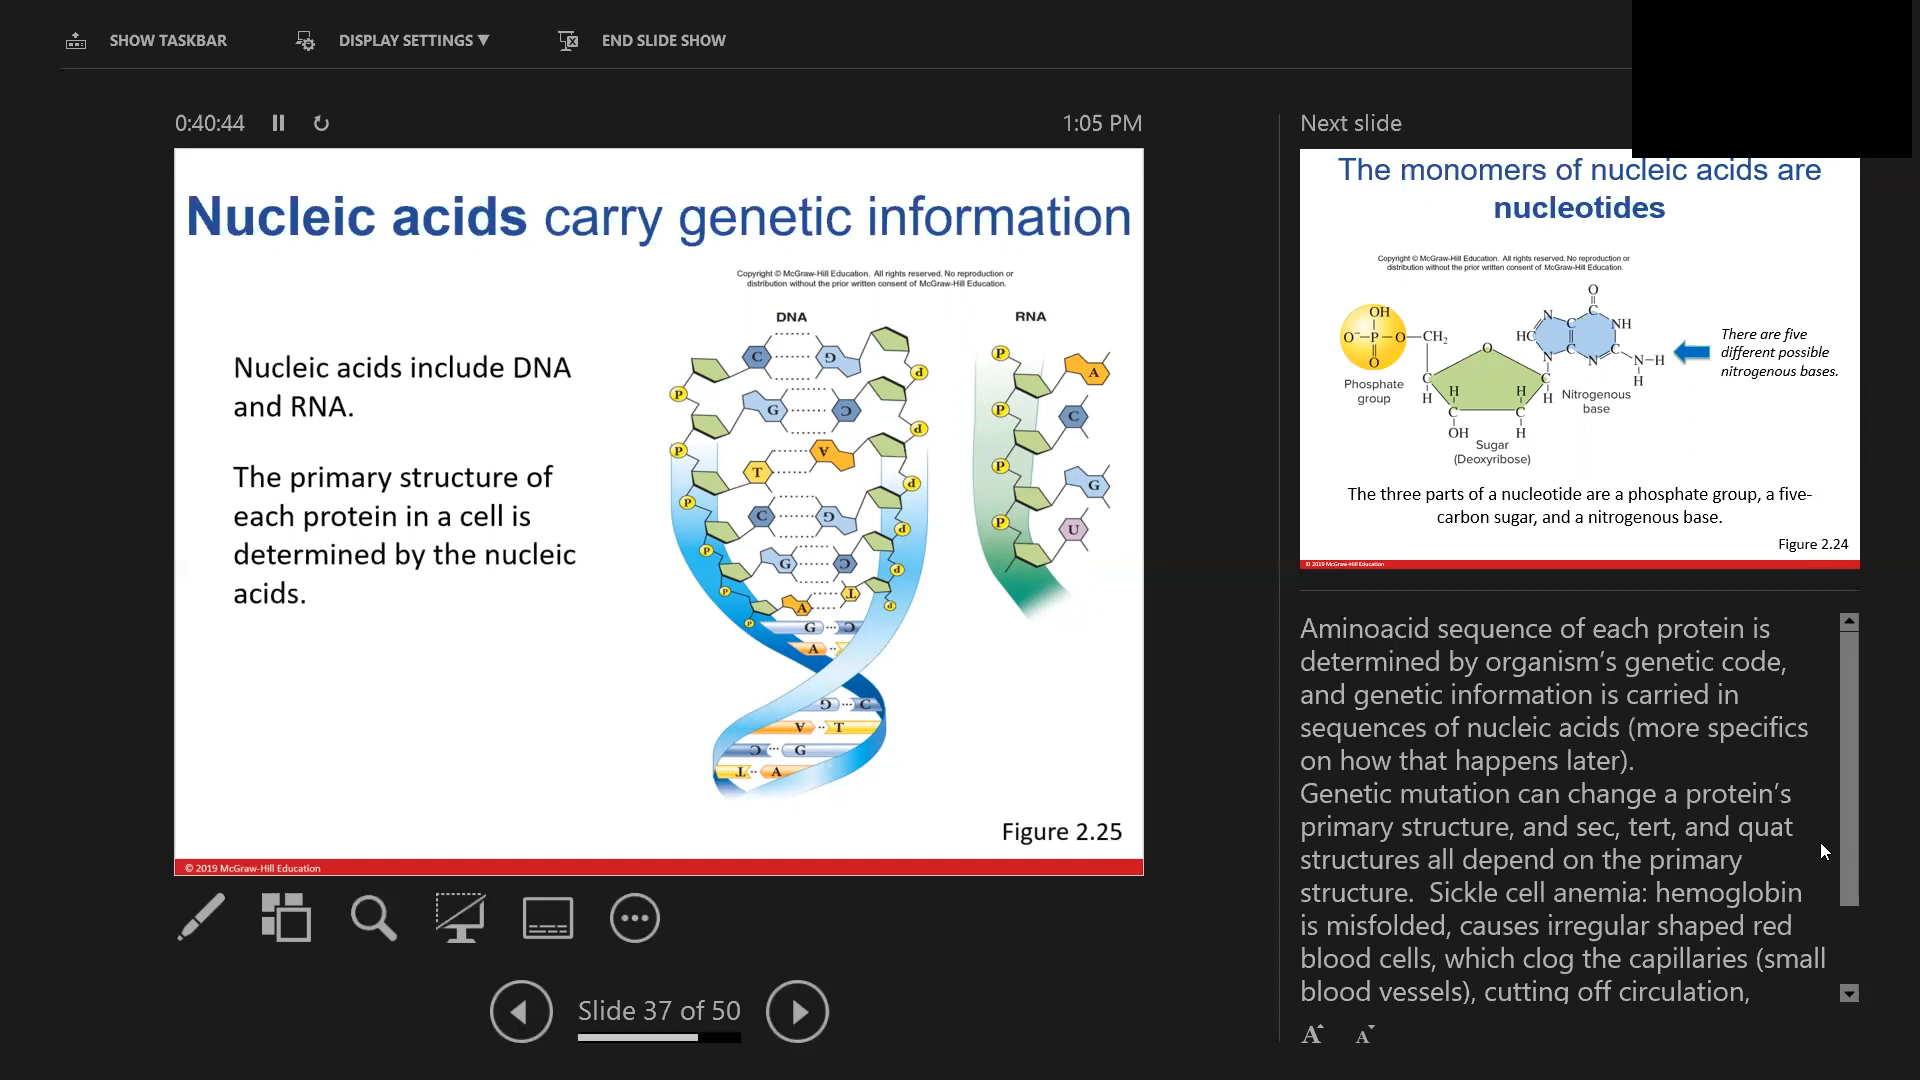 SHOW TASKBAR
DISPLAY SETTINGS ▼
END SLIDE SHOW
0:40:44
1:05 PM
Nucleic acids carry genetic information
Copyright © McGraw-Hill Education. All rights reserved. No reproduction or
distribution without the prior written consent of McGraw-Hill Education.
Nucleic acids include DNA
and RNA.
The primary structure of
each protein in a cell is
determined by the nucleic
acids.
DNA
C G
P
P
G C
P
P
A
T
P
P
C G
P
P
G C
P
P
A T
P
P
G C
A
G C
A T
C G
T A
RNA
P
A
P
C
P
G
P
U
Figure 2.25
© 2019 McGraw-Hill Education
Slide 37 of 50
Next slide
The monomers of nucleic acids are
nucleotides
Copyright © McGraw-Hill Education. All rights reserved. No reproduction or
distribution without the prior written consent of McGraw-Hill Education.
OH
O⁻–P–O–CH₂
O
Phosphate
group
O
C
N
C
NH
HC
C
C
N
N
N–H
H
O
C
H
H
H
C
H
C
OH
C
H
Nitrogenous
base
Sugar
(Deoxyribose)
There are five
different possible
nitrogenous bases.
The three parts of a nucleotide are a phosphate group, a five-
carbon sugar, and a nitrogenous base.
Figure 2.24
© 2019 McGraw-Hill Education
Aminoacid sequence of each protein is
determined by organism’s genetic code,
and genetic information is carried in
sequences of nucleic acids (more specifics
on how that happens later).
Genetic mutation can change a protein’s
primary structure, and sec, tert, and quat
structures all depend on the primary
structure.  Sickle cell anemia: hemoglobin
is misfolded, causes irregular shaped red
blood cells, which clog the capillaries (small
blood vessels), cutting off circulation,
A A